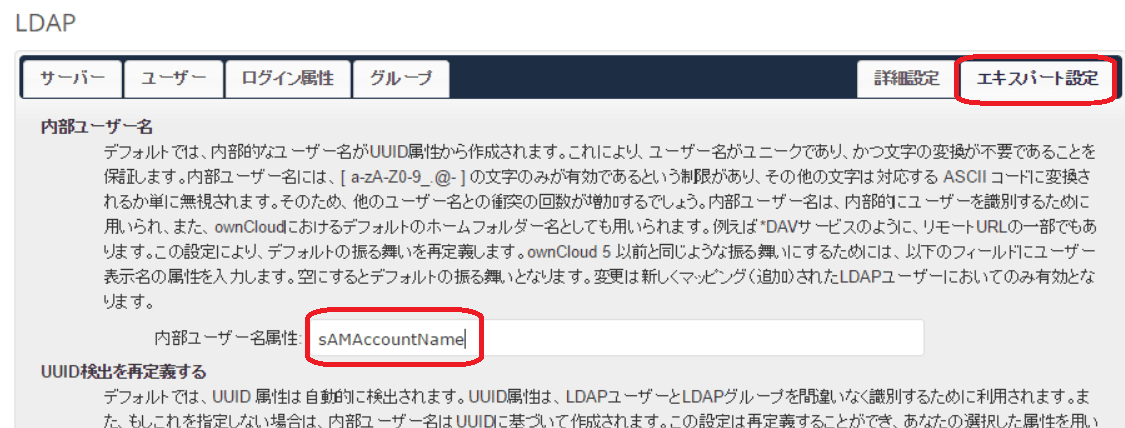 LDAP
サーバー ユーザー ログイン属性 グループ 詳細設定 エキスパート設定
内部ユーザー名
デフォルトでは、内部的なユーザー名がUUID属性から作成されます。これにより、ユーザー名がユニークであり、かつ文字の変換が不要であることを
保証します。内部ユーザー名には、[ a-zA-Z0-9_.@- ] の文字のみが有効であるという制限があり、その他の文字は対応する ASCII コードに変換さ
れるか単に無視されます。そのため、他のユーザー名との衝突の回数が増加するでしょう。内部ユーザー名は、内部的にユーザーを識別するために
用いられ、また、ownCloudにおけるデフォルトのホームフォルダー名としても用いられます。例えば*DAVサービスのように、リモートURLの一部でもあ
ります。この設定により、デフォルトの振る舞いを再定義します。ownCloud 5 以前と同じような振る舞いにするためには、以下のフィールドにユーザー
表示名の属性を入力します。空にするとデフォルトの振る舞いとなります。変更は新しくマッピング(追加)されたLDAPユーザーにおいてのみ有効とな
ります。
内部ユーザー名属性: sAMAccountName
UUID検出を再定義する
デフォルトでは、UUID 属性は自動的に検出されます。UUID属性は、LDAPユーザーとLDAPグループを間違いなく識別するために利用されます。ま
た、もしこれを指定しない場合は、内部ユーザー名はUUIDに基づいて作成されます。この設定は再定義することができ、あなたの選択した属性を用い